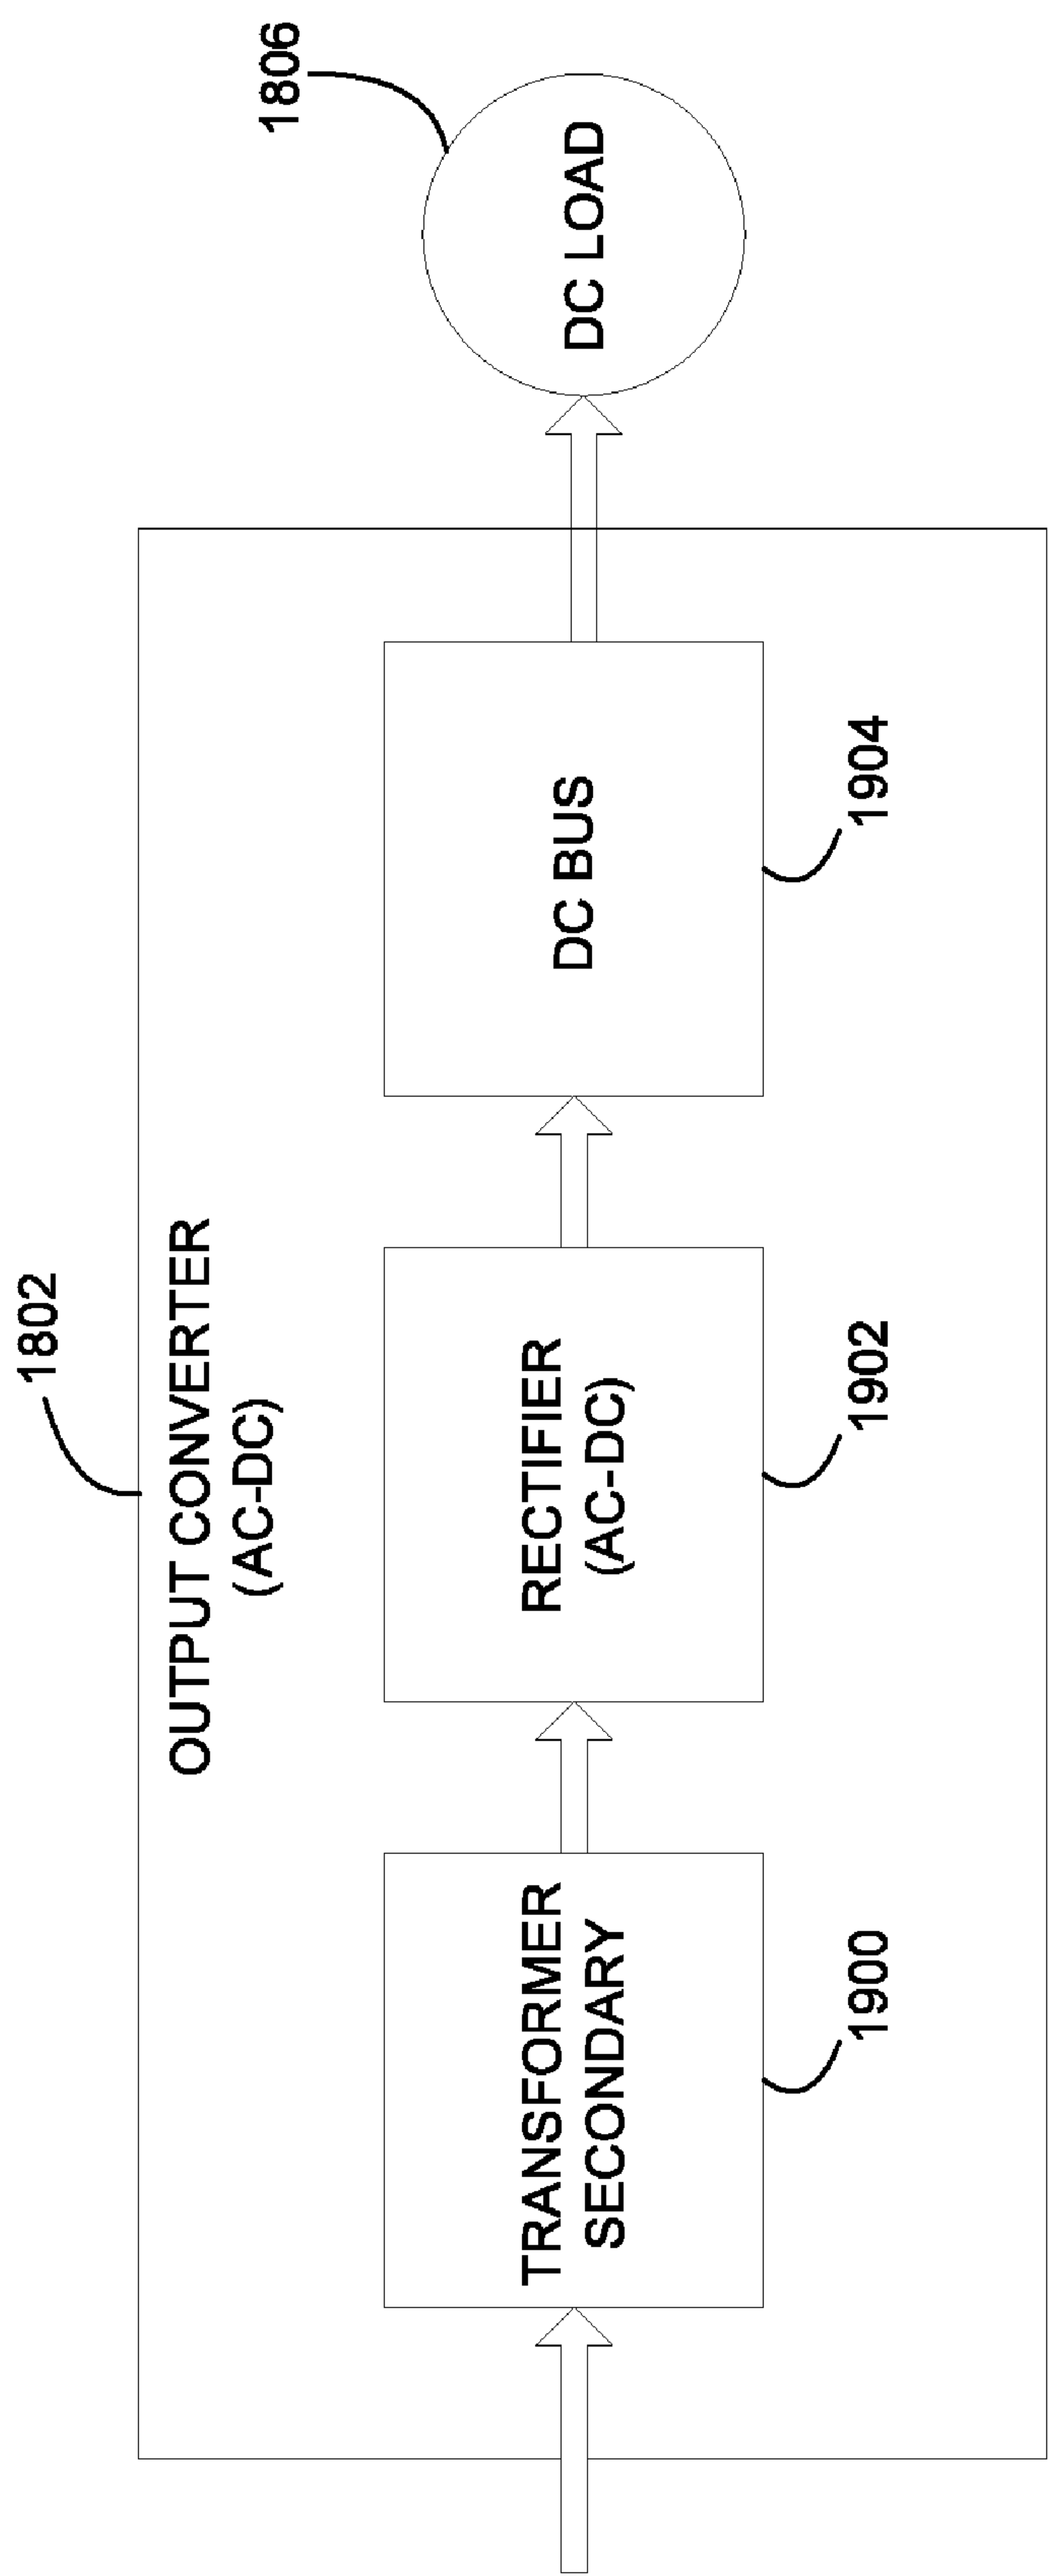 1802
OUTPUT CONVERTER
(AC-DC)
TRANSFORMER
SECONDARY
1900
RECTIFIER
(AC-DC)
1902
DC BUS
1904
DC LOAD
1806